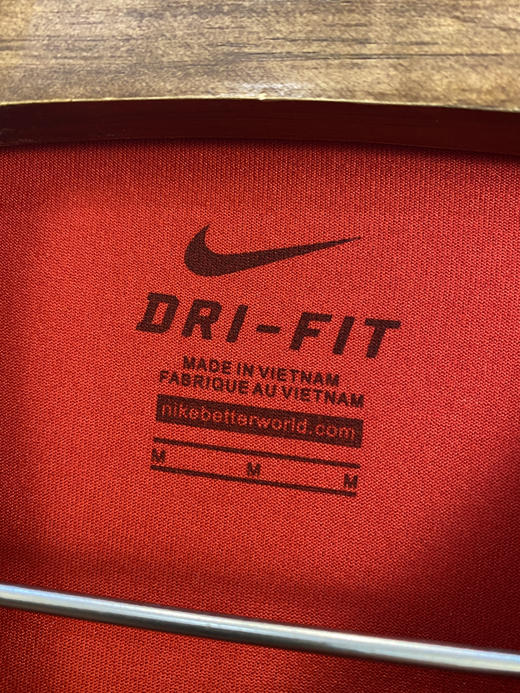 DRI-FIT
MADE IN VIETNAM
FABRIQUE AU VIETNAM
nikebetterworld.com
M M M